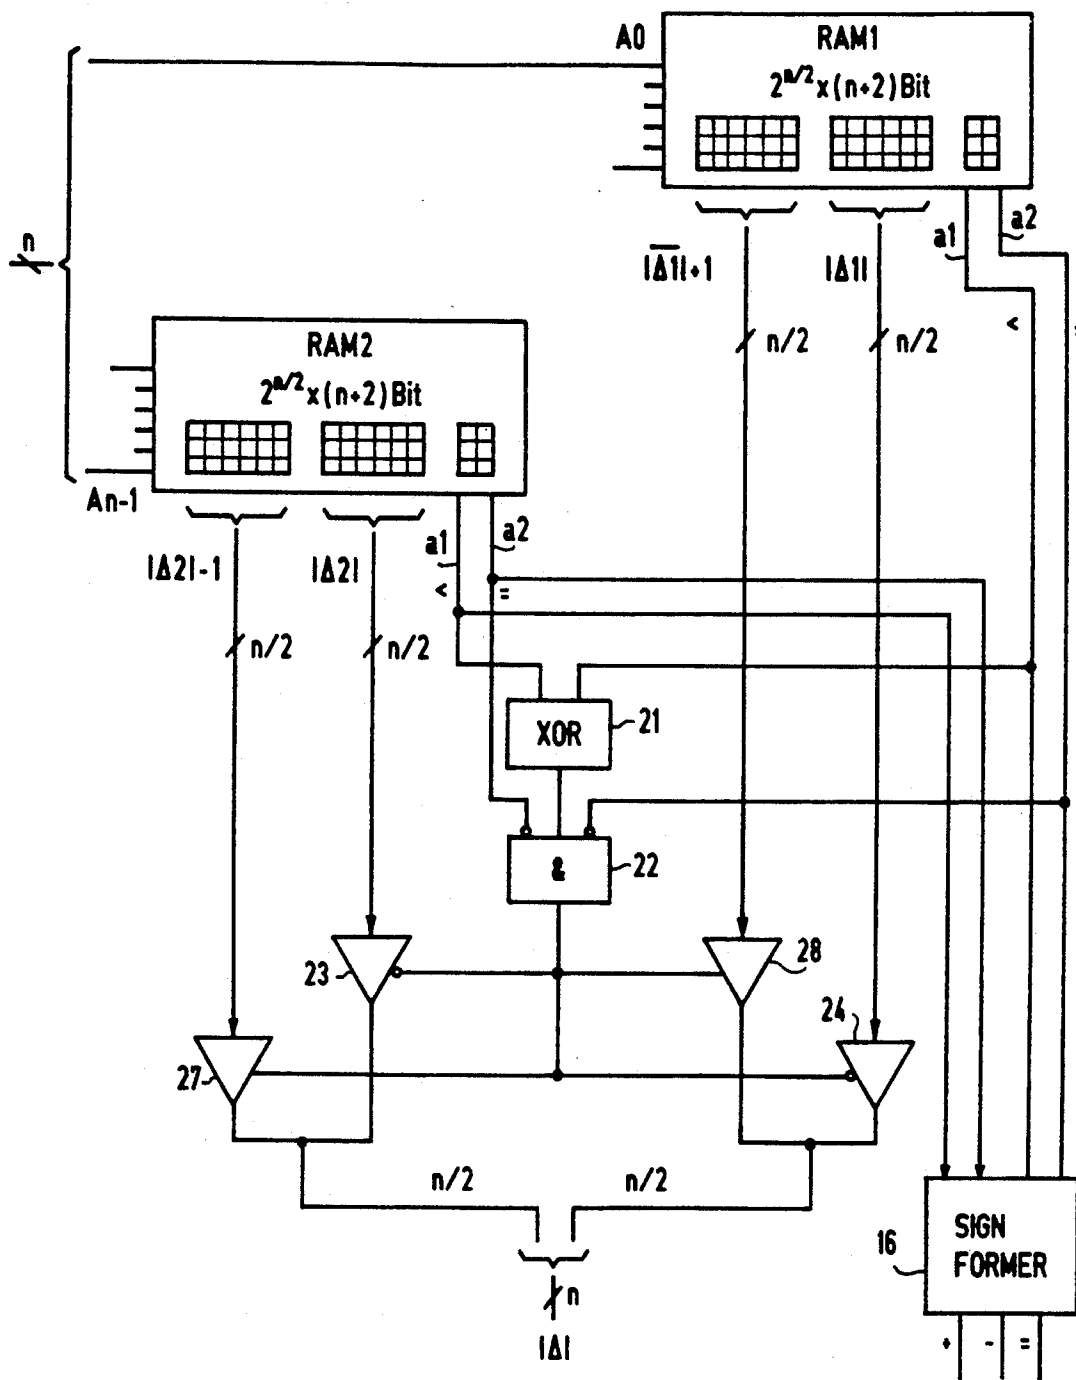 A0
RAM1
2^n/2 x(n+2)Bit
n
a1
a2
|Δ̅1̅|+1
|Δ1|
<
n/2
n/2
RAM2
2^n/2 x(n+2)Bit
An-1
|Δ2|-1
|Δ2|
a1
a2
<
=
n/2
n/2
XOR
21
&
22
23
28
24
27
n/2
n/2
n
|Δ|
16
SIGN
FORMER
+
-
=